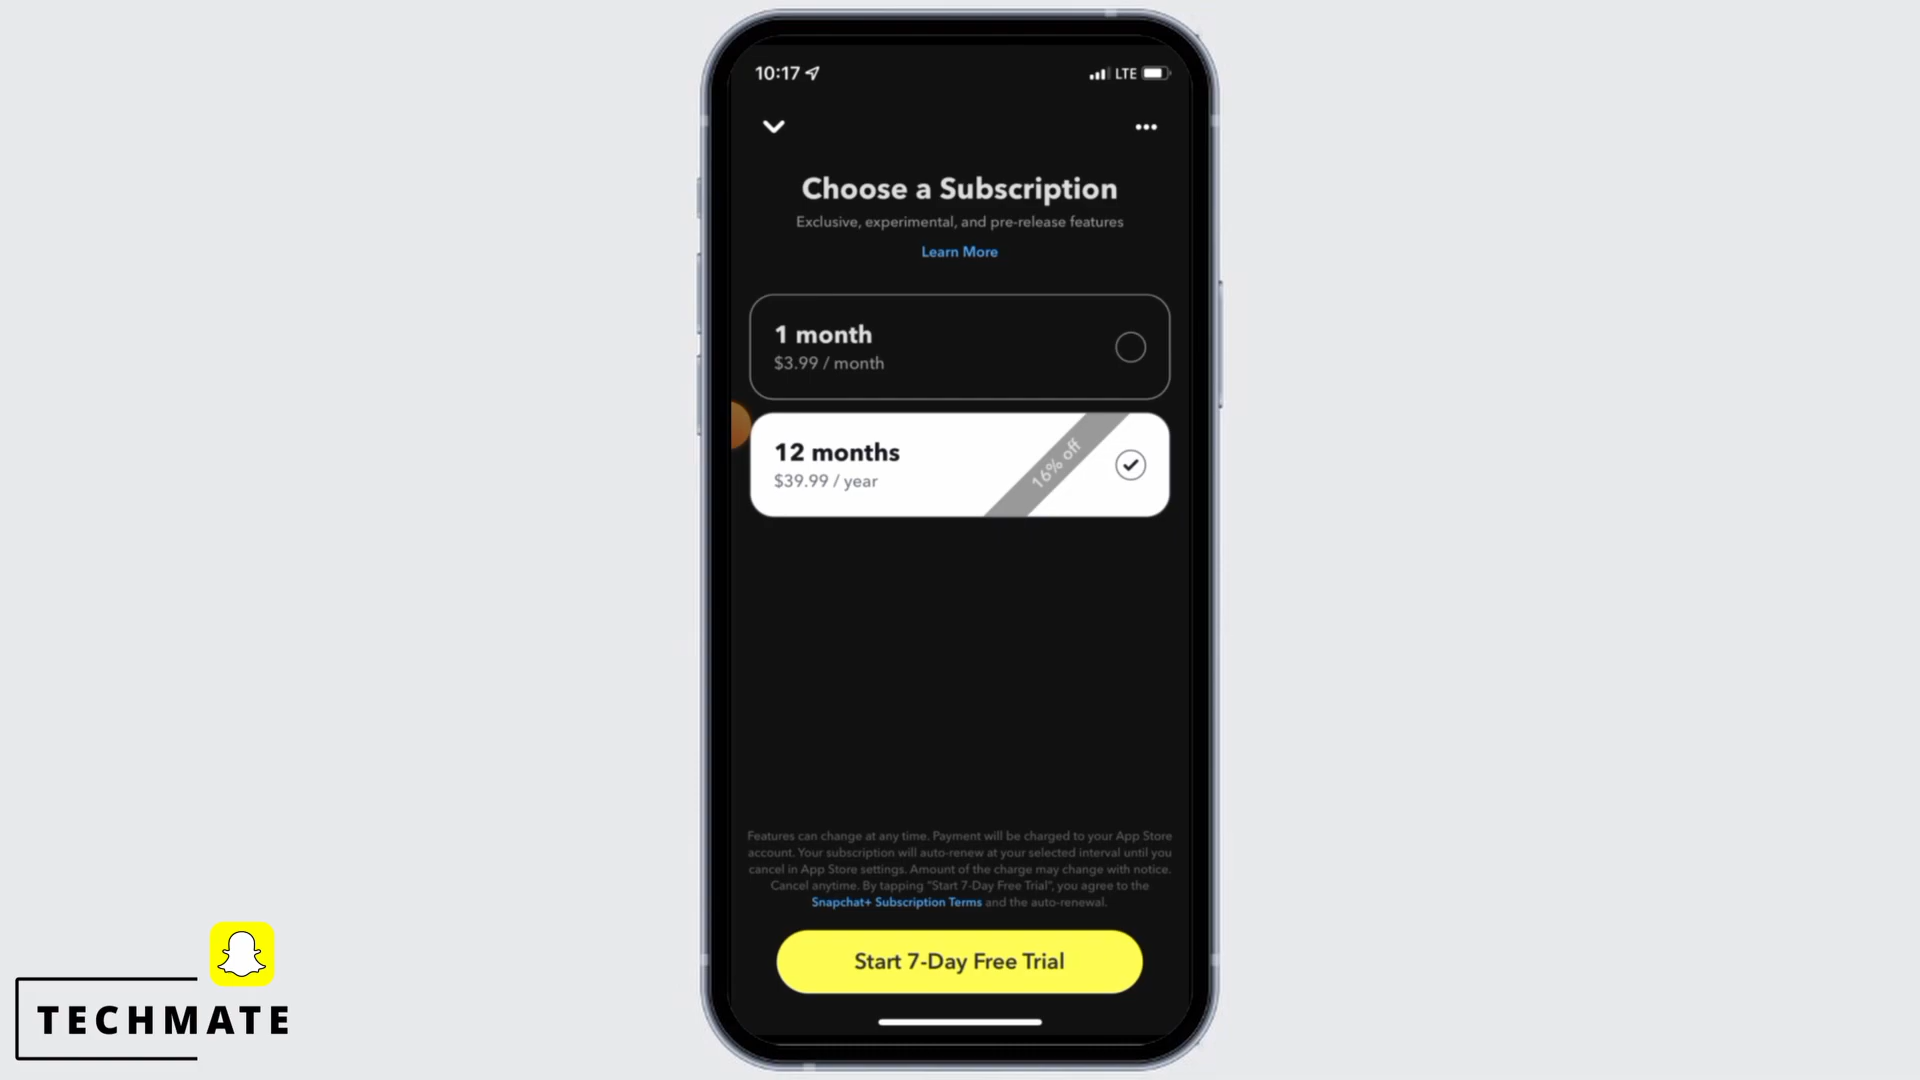 10:17
LTE
Choose a Subscription
Exclusive, experimental, and pre-release features
Learn More
1 month
$3.99 / month
12 months
$39.99 / year
16% off
Features can change at any time. Payment will be charged to your App Store
account. Your subscription will auto-renew at your selected interval until you
cancel in App Store settings. Amount of the charge may change with notice.
Cancel anytime. By tapping "Start 7-Day Free Trial", you agree to the
Snapchat+ Subscription Terms and the auto-renewal.
Start 7-Day Free Trial
TECHMATE